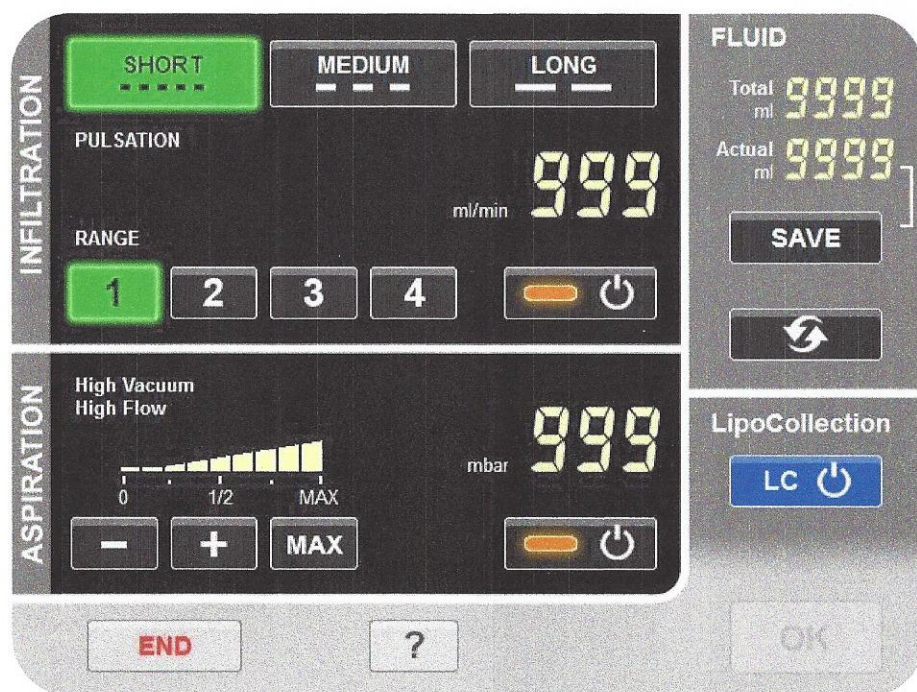 INFILTRATION
SHORT
MEDIUM
LONG
PULSATION
ml/min 999
RANGE
1
2
3
4
ASPIRATION
High Vacuum
High Flow
0 1/2 MAX
mbar 999
-
+
MAX
FLUID
Total
ml 9999
Actual
ml 9999
SAVE
LipoCollection
LC
END
?
OK